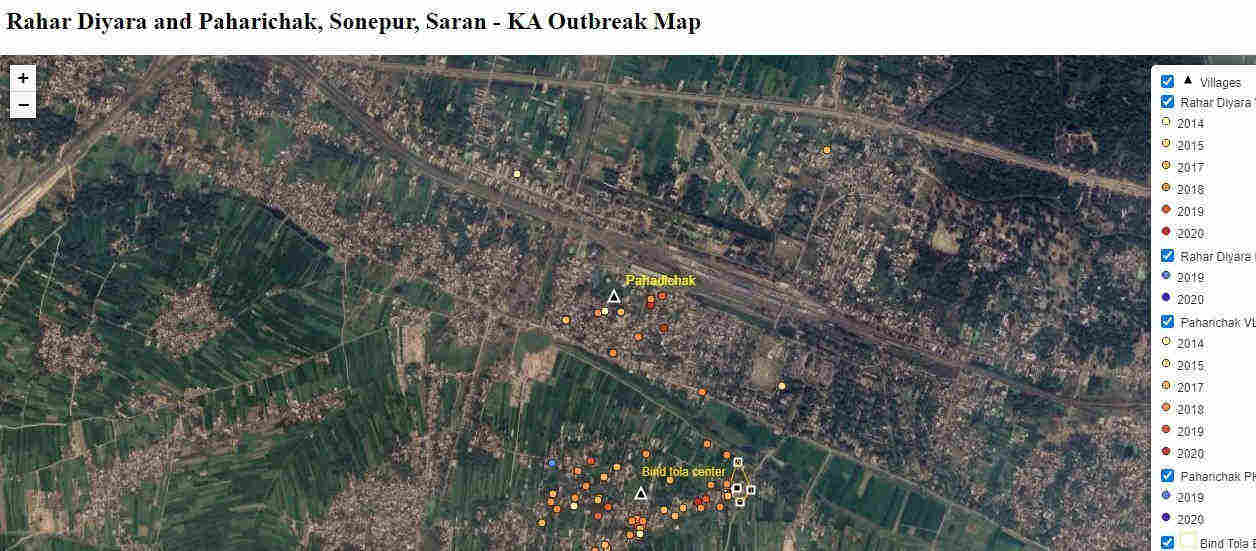 Rahar Diyara and Paharichak, Sonepur, Saran - KA Outbreak Map
+
−
Villages
Rahar Diyara
2014
2015
2017
2018
2019
2020
Rahar Diyara
2019
2020
Paharichak VL
2014
2015
2017
2018
2019
2020
Paharichak PK
2019
2020
Bind Tola
Pahadichak
Bind tola center